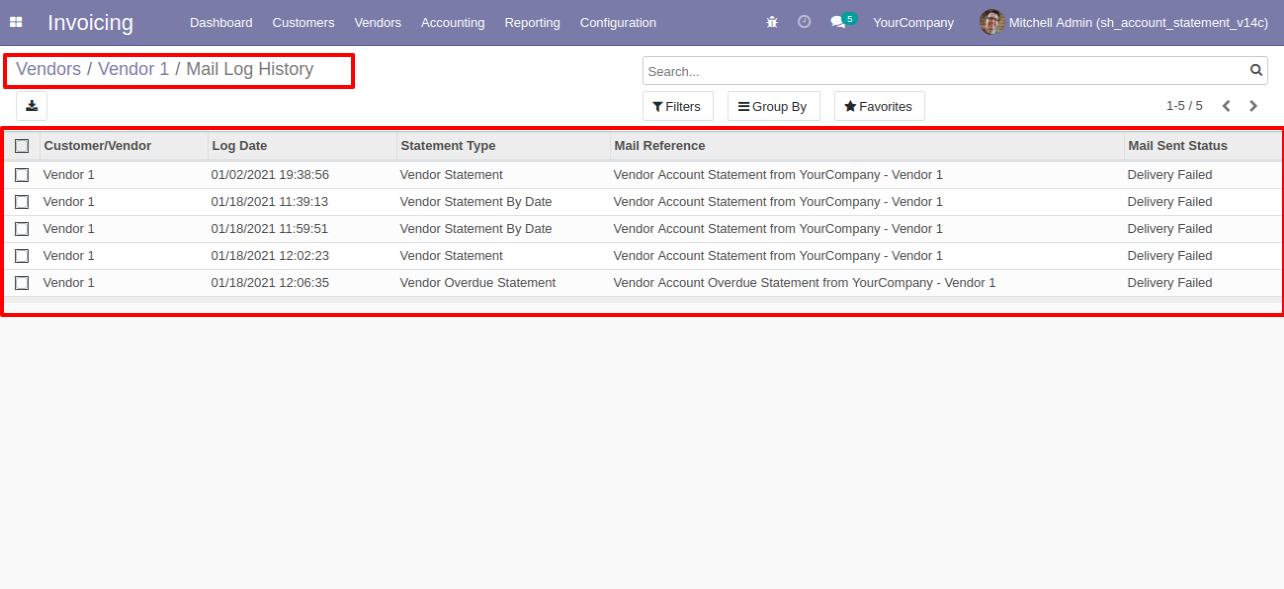 Invoicing Dashboard Customers Vendors Accounting Reporting Configuration 5 YourCompany Mitchell Admin (sh_account_statement_v14c)
Vendors / Vendor 1 / Mail Log History
Search...
Filters Group By Favorites 1-5 / 5
Customer/Vendor Log Date Statement Type Mail Reference Mail Sent Status
Vendor 1 01/02/2021 19:38:56 Vendor Statement Vendor Account Statement from YourCompany - Vendor 1 Delivery Failed
Vendor 1 01/18/2021 11:39:13 Vendor Statement By Date Vendor Account Statement from YourCompany - Vendor 1 Delivery Failed
Vendor 1 01/18/2021 11:59:51 Vendor Statement By Date Vendor Account Statement from YourCompany - Vendor 1 Delivery Failed
Vendor 1 01/18/2021 12:02:23 Vendor Statement Vendor Account Statement from YourCompany - Vendor 1 Delivery Failed
Vendor 1 01/18/2021 12:06:35 Vendor Overdue Statement Vendor Account Overdue Statement from YourCompany - Vendor 1 Delivery Failed